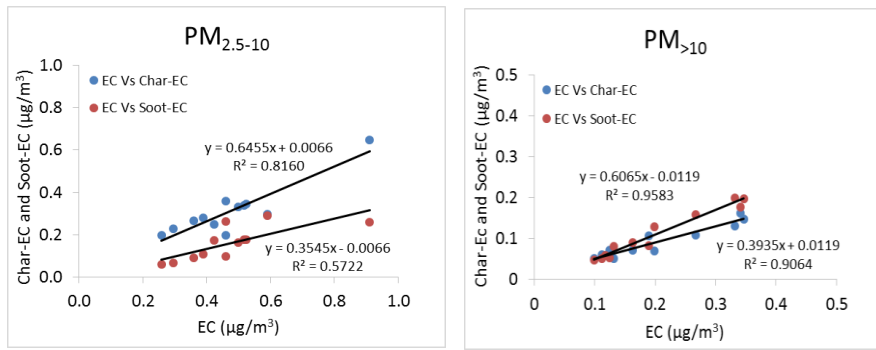 PM2.5-10
Char-Ec and Soot-EC (µg/m³)
1.0
0.8
0.6
0.4
0.2
0.0
EC Vs Char-EC
EC Vs Soot-EC
y = 0.6455x + 0.0066
R² = 0.8160
y = 0.3545x - 0.0066
R² = 0.5722
0.0 0.2 0.4 0.6 0.8 1.0
EC (µg/m³)
PM>10
Char-Ec and Soot-EC (µg/m³)
0.5
0.4
0.3
0.2
0.1
0
EC Vs Char-EC
EC Vs Soot-EC
y = 0.6065x - 0.0119
R² = 0.9583
y = 0.3935x + 0.0119
R² = 0.9064
0 0.1 0.2 0.3 0.4 0.5
EC (µg/m³)